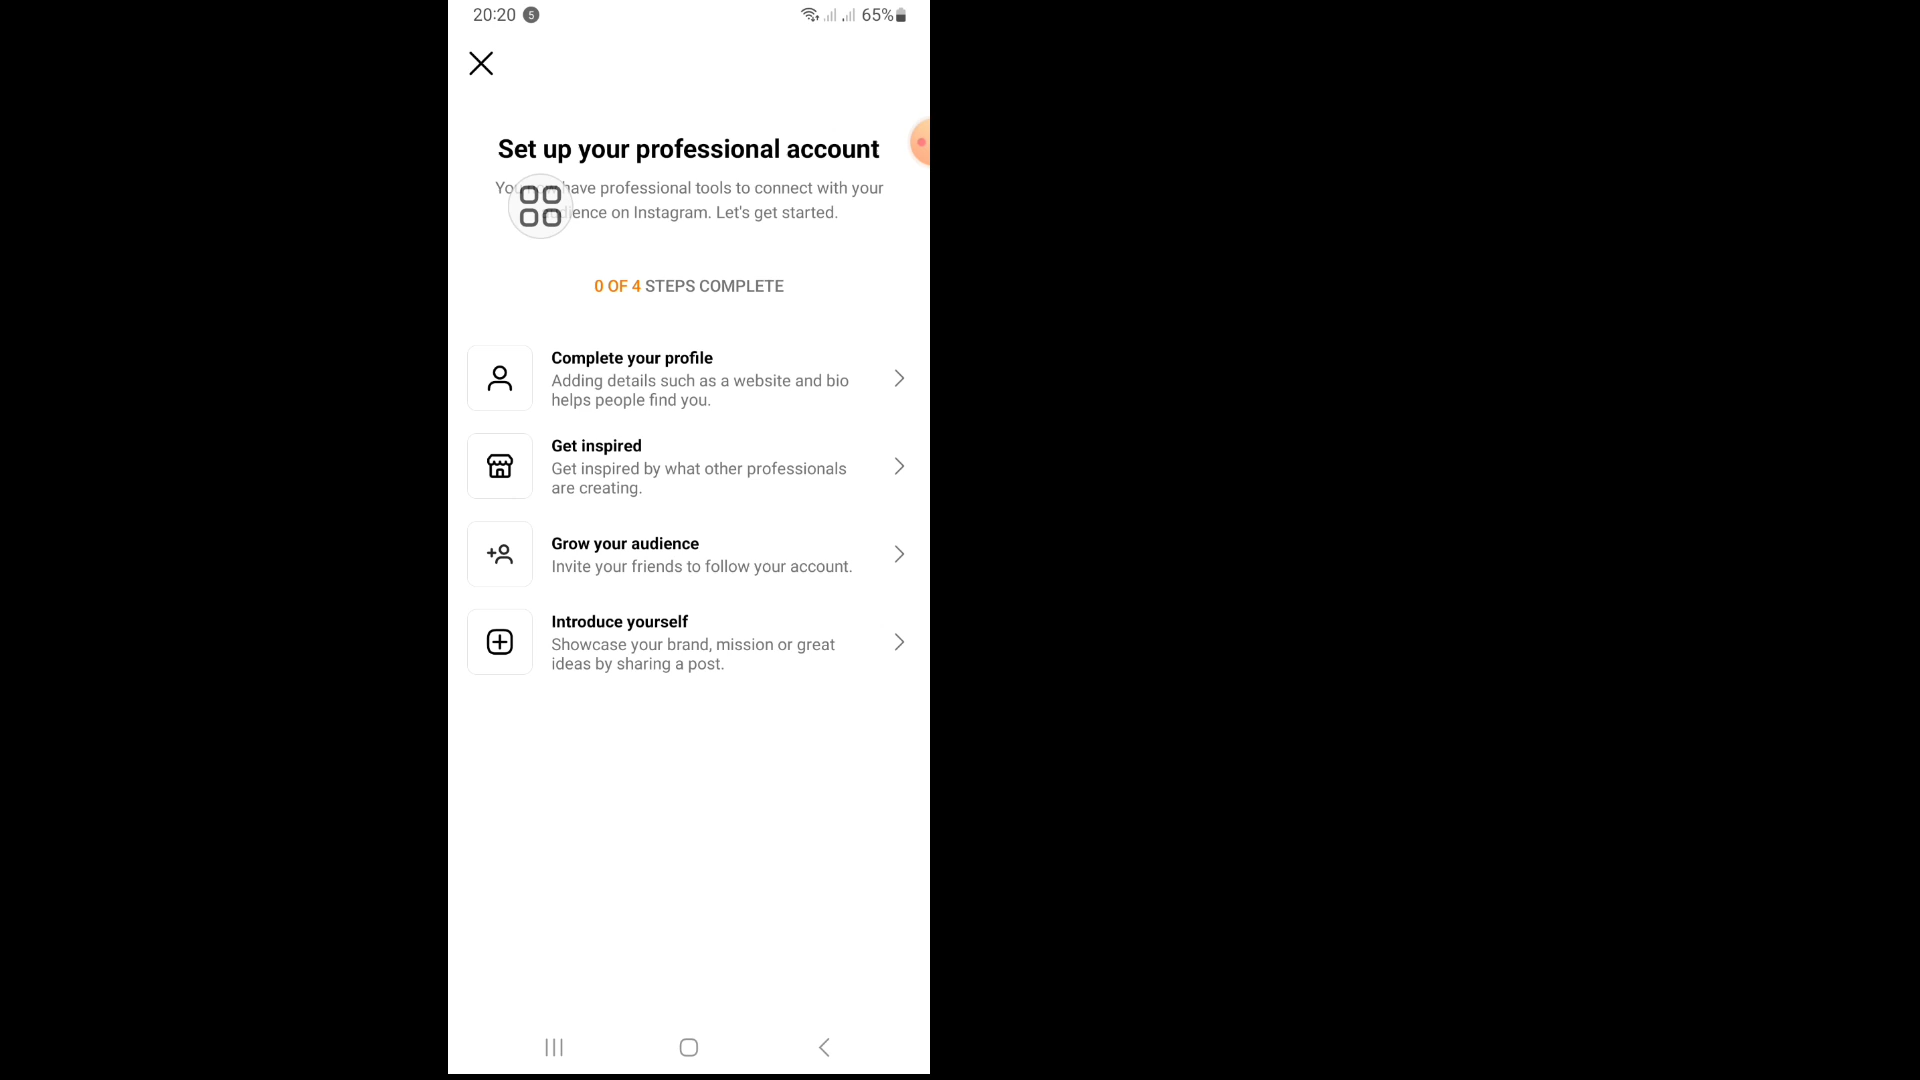 20:20 5 65%
Set up your professional account
You now have professional tools to connect with your
audience on Instagram. Let's get started.
0 OF 4 STEPS COMPLETE
Complete your profile
Adding details such as a website and bio
helps people find you.
Get inspired
Get inspired by what other professionals
are creating.
Grow your audience
Invite your friends to follow your account.
Introduce yourself
Showcase your brand, mission or great
ideas by sharing a post.